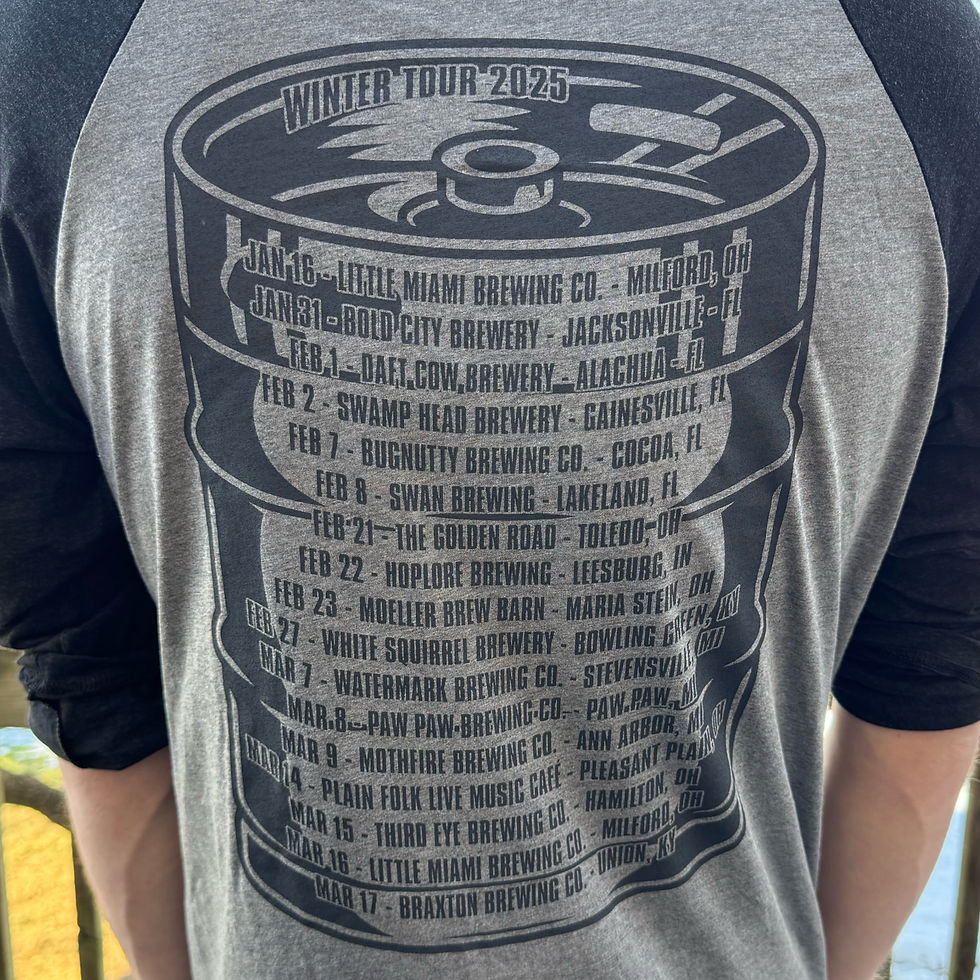 WINTER TOUR 2025
JAN 16 - LITTLE MIAMI BREWING CO. - MILFORD, OH
JAN 31 - BOLD CITY BREWERY - JACKSONVILLE - FL
FEB 1 - DAFT COW BREWERY - ALACHUA - FL
FEB 2 - SWAMP HEAD BREWERY - GAINESVILLE, FL
FEB 7 - BUGNUTTY BREWING CO. - COCOA, FL
FEB 8 - SWAN BREWING - LAKELAND, FL
FEB 21 - THE GOLDEN ROAD - TOLEDO, OH
FEB 22 - HOPLORE BREWING - LEESBURG, IN
FEB 23 - MOELLER BREW BARN - MARIA STEIN, OH
FEB 27 - WHITE SQUIRREL BREWERY - BOWLING GREEN, KY
MAR 7 - WATERMARK BREWING CO. - STEVENSVILLE, MI
MAR 8 - PAW PAW BREWING CO. - PAW PAW, MI
MAR 9 - MOTHFIRE BREWING CO. - ANN ARBOR, MI
MAR 14 - PLAIN FOLK LIVE MUSIC CAFE - PLEASANT PLAIN, OH
MAR 15 - THIRD EYE BREWING CO. - HAMILTON, OH
MAR 16 - LITTLE MIAMI BREWING CO. - MILFORD, OH
MAR 17 - BRAXTON BREWING CO. - UNION, KY